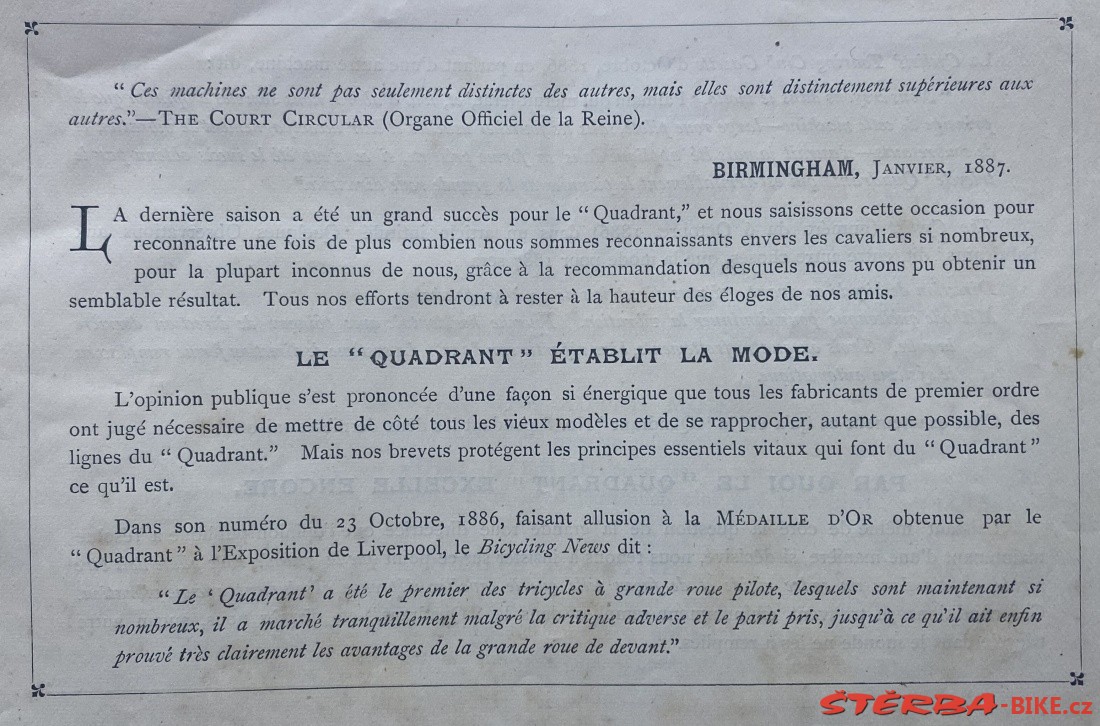 “ Ces machines ne sont pas seulement distinctes des autres, mais elles sont distinctement supérieures aux
autres.”—THE COURT CIRCULAR (Organe Officiel de la Reine).
BIRMINGHAM, JANVIER, 1887.
LA dernière saison a été un grand succès pour le “ Quadrant,” et nous saisissons cette occasion pour
reconnaître une fois de plus combien nous sommes reconnaissants envers les cavaliers si nombreux,
pour la plupart inconnus de nous, grâce à la recommandation desquels nous avons pu obtenir un
semblable résultat. Tous nos efforts tendront à rester à la hauteur des éloges de nos amis.
LE “ QUADRANT ” ÉTABLIT LA MODE.
L’opinion publique s’est prononcée d’une façon si énergique que tous les fabricants de premier ordre
ont jugé nécessaire de mettre de côté tous les vieux modèles et de se rapprocher, autant que possible, des
lignes du “ Quadrant.” Mais nos brevets protégent les principes essentiels vitaux qui font du “ Quadrant ”
ce qu’il est.
Dans son numéro du 23 Octobre, 1886, faisant allusion à la MÉDAILLE D’OR obtenue par le
“ Quadrant ” à l’Exposition de Liverpool, le Bicycling News dit :
“ Le ‘ Quadrant’ a été le premier des tricycles à grande roue pilote, lesquels sont maintenant si
nombreux, il a marché tranquillement malgré la critique adverse et le parti pris, jusqu’à ce qu’il ait enfin
prouvé très clairement les avantages de la grande roue de devant.”
ŠTĚRBA-BIKE.cz